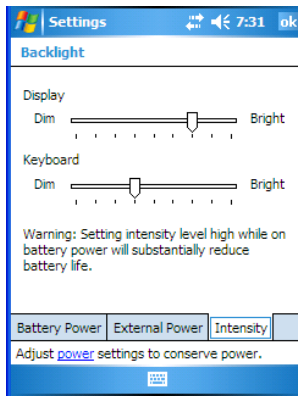 Settings 7:31 ok
Backlight
Display
Dim Bright
Keyboard
Dim Bright
Warning: Setting intensity level
high while on
battery power will substantially reduce
battery life.
Battery Power External Power Intensity
Adjust power settings to conserve power.